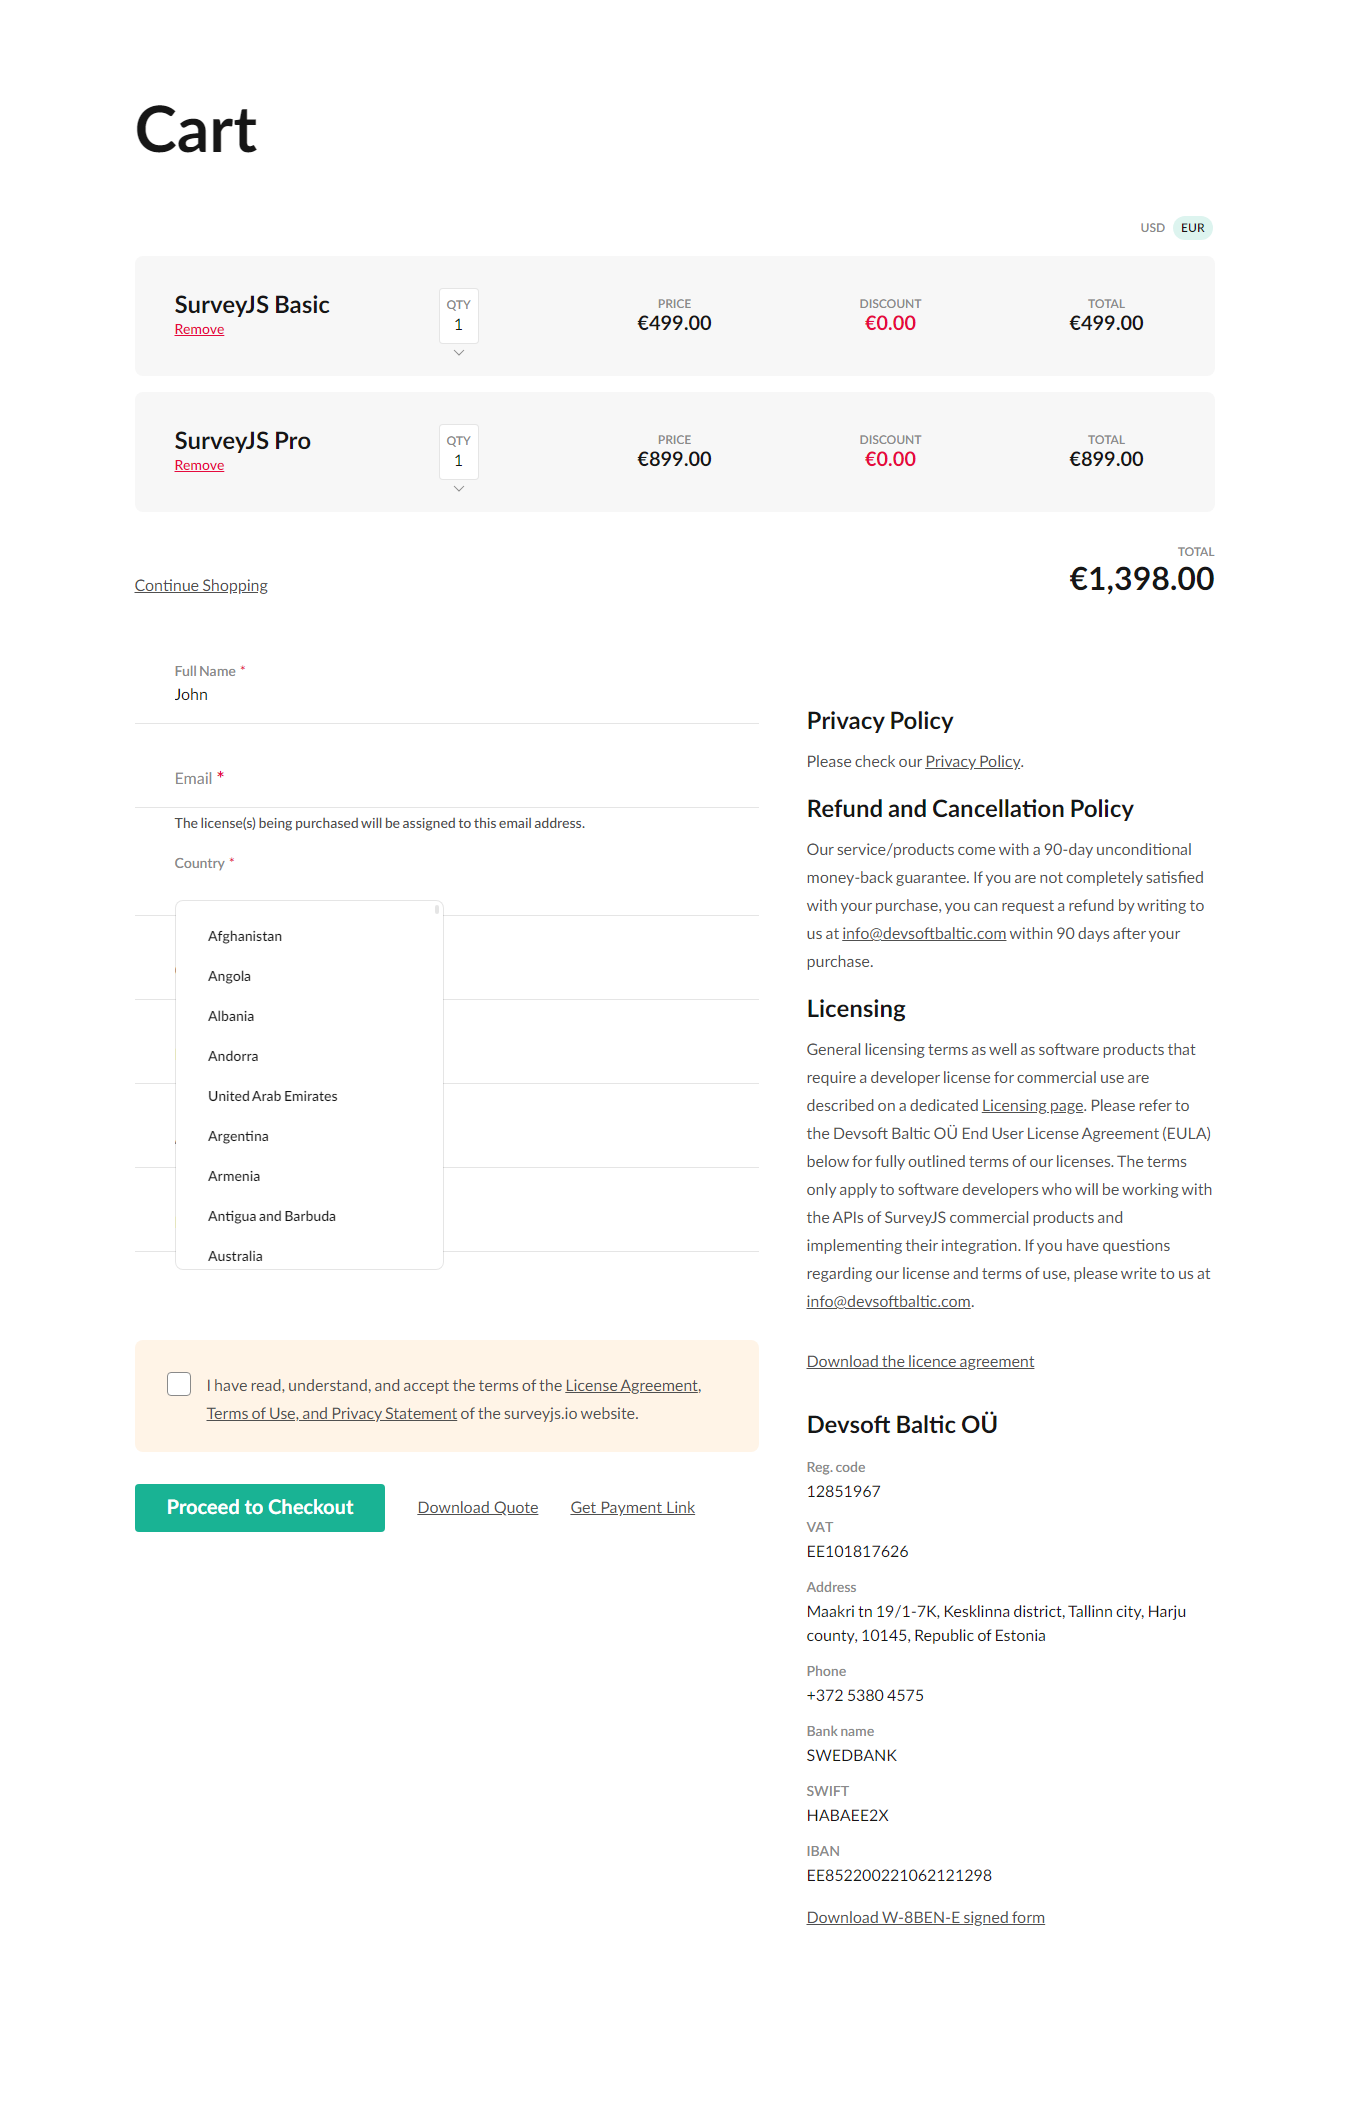 Cart
USD EUR
SurveyJS Basic
Remove
QTY
1
PRICE
€499.00
DISCOUNT
€0.00
TOTAL
€499.00
SurveyJS Pro
Remove
QTY
1
PRICE
€899.00
DISCOUNT
€0.00
TOTAL
€899.00
Continue Shopping
TOTAL
€1,398.00
Full Name *
John
Email *
The license(s) being purchased will be assigned to this email address.
Country *
Afghanistan
Angola
Albania
Andorra
United Arab Emirates
Argentina
Armenia
Antigua and Barbuda
Australia
I have read, understand, and accept the terms of the License Agreement,
Terms of Use, and Privacy Statement of the surveyjs.io website.
Proceed to Checkout
Download Quote
Get Payment Link
Privacy Policy
Please check our Privacy Policy.
Refund and Cancellation Policy
Our service/products come with a 90-day unconditional
money-back guarantee. If you are not completely satisfied
with your purchase, you can request a refund by writing to
us at info@devsoftbaltic.com within 90 days after your
purchase.
Licensing
General licensing terms as well as software products that
require a developer license for commercial use are
described on a dedicated Licensing page. Please refer to
the Devsoft Baltic OÜ End User License Agreement (EULA)
below for fully outlined terms of our licenses. The terms
only apply to software developers who will be working with
the APIs of SurveyJS commercial products and
implementing their integration. If you have questions
regarding our license and terms of use, please write to us at
info@devsoftbaltic.com.
Download the licence agreement
Devsoft Baltic OÜ
Reg. code
12851967
VAT
EE101817626
Address
Maakri tn 19/1-7K, Kesklinna district, Tallinn city, Harju
county, 10145, Republic of Estonia
Phone
+372 5380 4575
Bank name
SWEDBANK
SWIFT
HABAEE2X
IBAN
EE852200221062121298
Download W-8BEN-E signed form